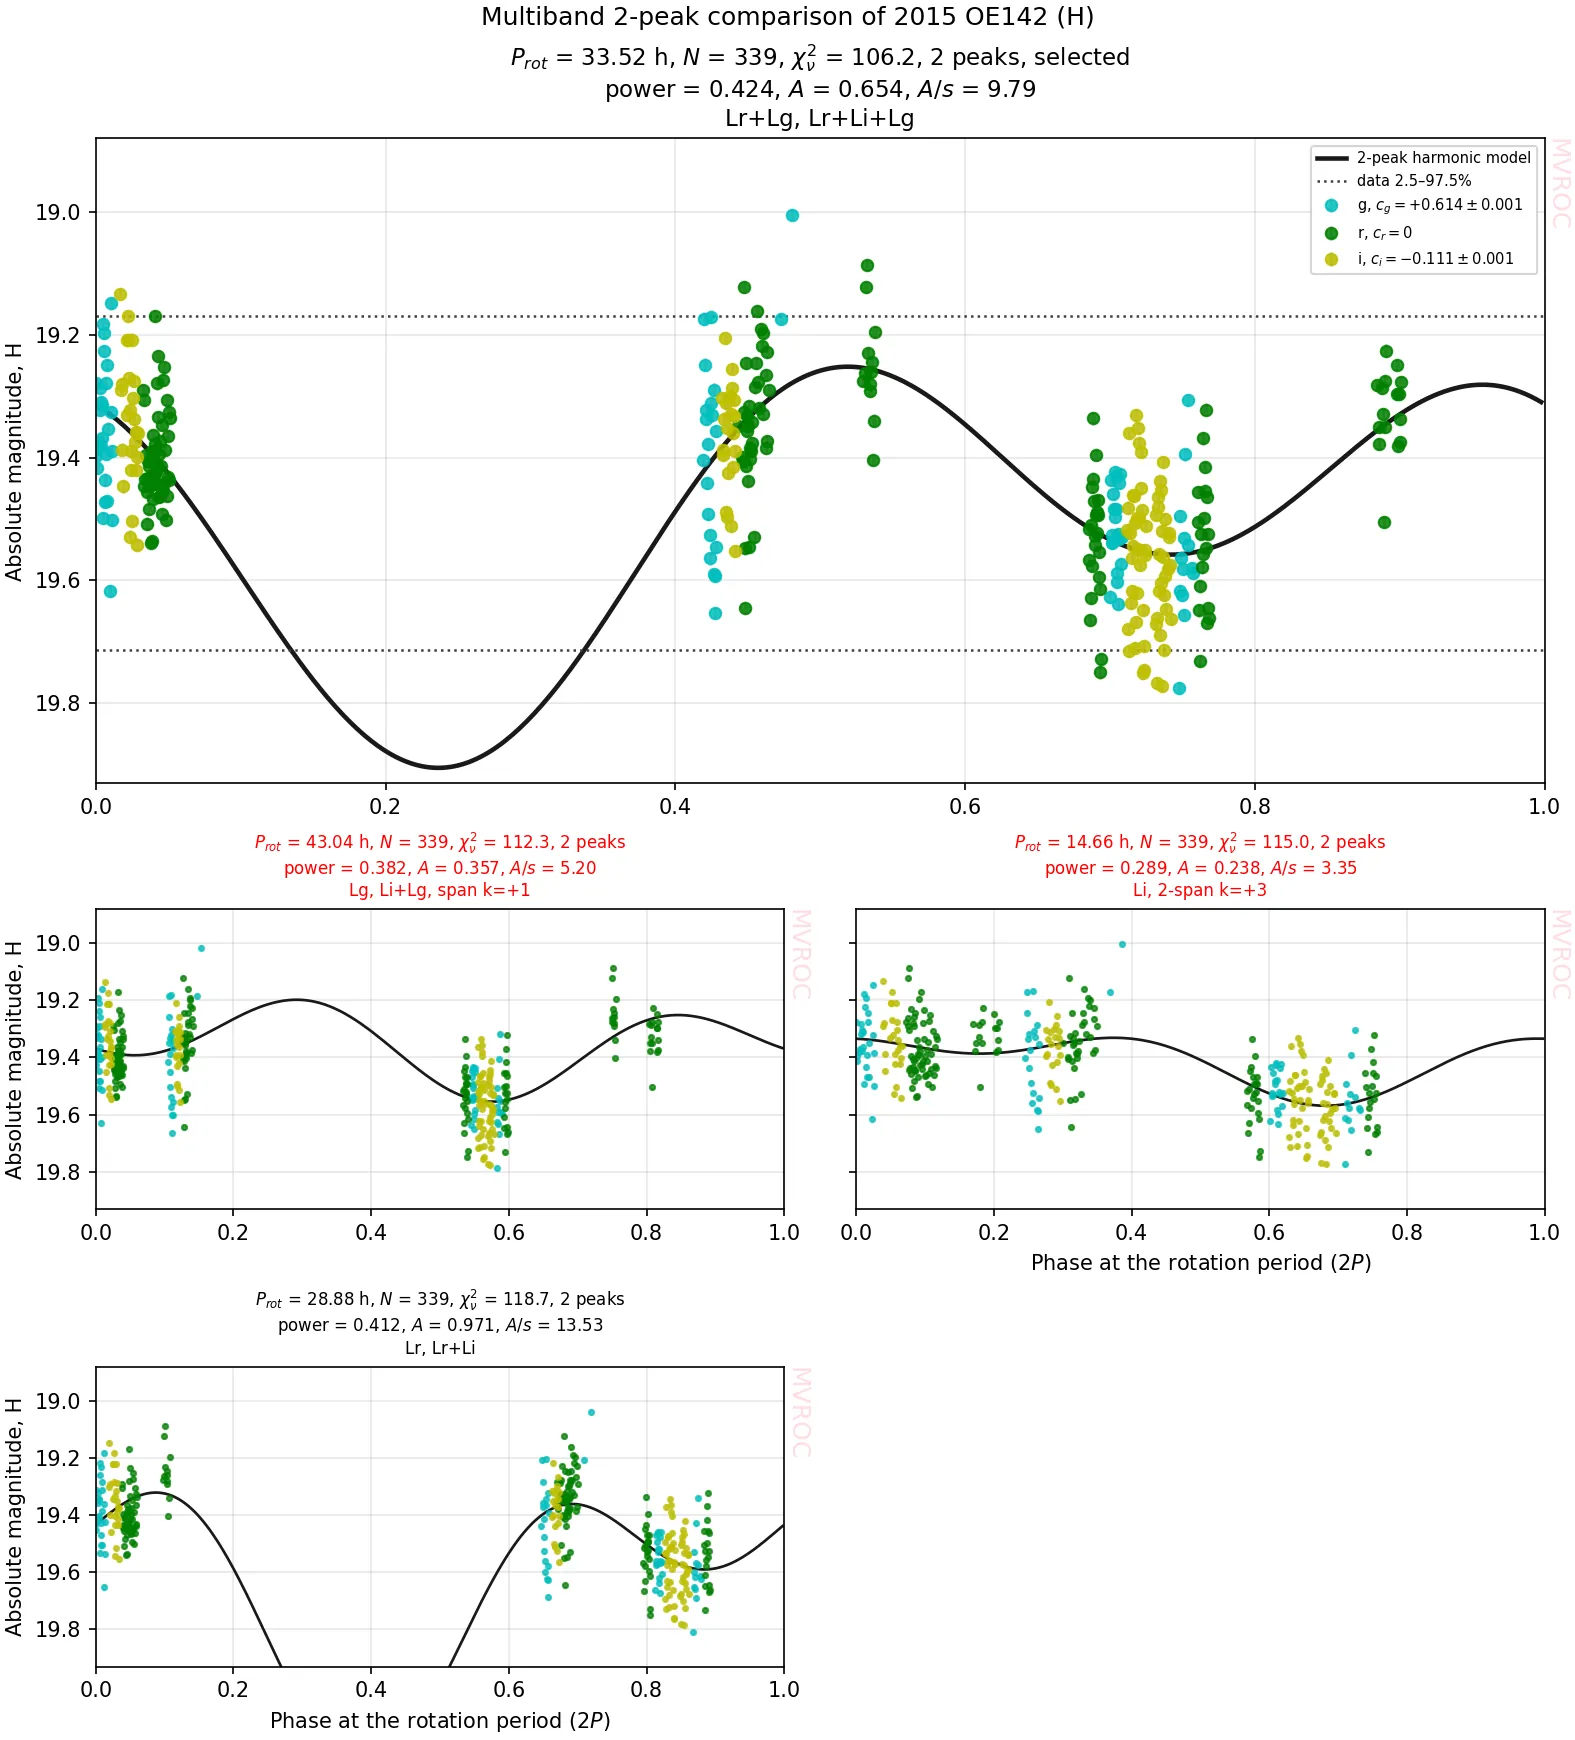 Multiband 2-peak comparison of 2015 OE142 (H)
P_rot = 33.52 h, N = 339, χ²_ν = 106.2, 2 peaks, selected
power = 0.424, A = 0.654, A/s = 9.79
Lr+Lg, Lr+Li+Lg
2-peak harmonic model
data 2.5–97.5%
g, c_g = +0.614 ± 0.001
r, c_r = 0
i, c_i = −0.111 ± 0.001
MVROC
Absolute magnitude, H
19.0
19.2
19.4
19.6
19.8
0.0 0.2 0.4 0.6 0.8 1.0
P_rot = 43.04 h, N = 339, χ²_ν = 112.3, 2 peaks
power = 0.382, A = 0.357, A/s = 5.20
Lg, Li+Lg, span k=+1
MVROC
Absolute magnitude, H
19.0
19.2
19.4
19.6
19.8
0.0 0.2 0.4 0.6 0.8 1.0
P_rot = 14.66 h, N = 339, χ²_ν = 115.0, 2 peaks
power = 0.289, A = 0.238, A/s = 3.35
Li, 2-span k=+3
MVROC
0.0 0.2 0.4 0.6 0.8 1.0
Phase at the rotation period (2P)
P_rot = 28.88 h, N = 339, χ²_ν = 118.7, 2 peaks
power = 0.412, A = 0.971, A/s = 13.53
Lr, Lr+Li
MVROC
Absolute magnitude, H
19.0
19.2
19.4
19.6
19.8
0.0 0.2 0.4 0.6 0.8 1.0
Phase at the rotation period (2P)